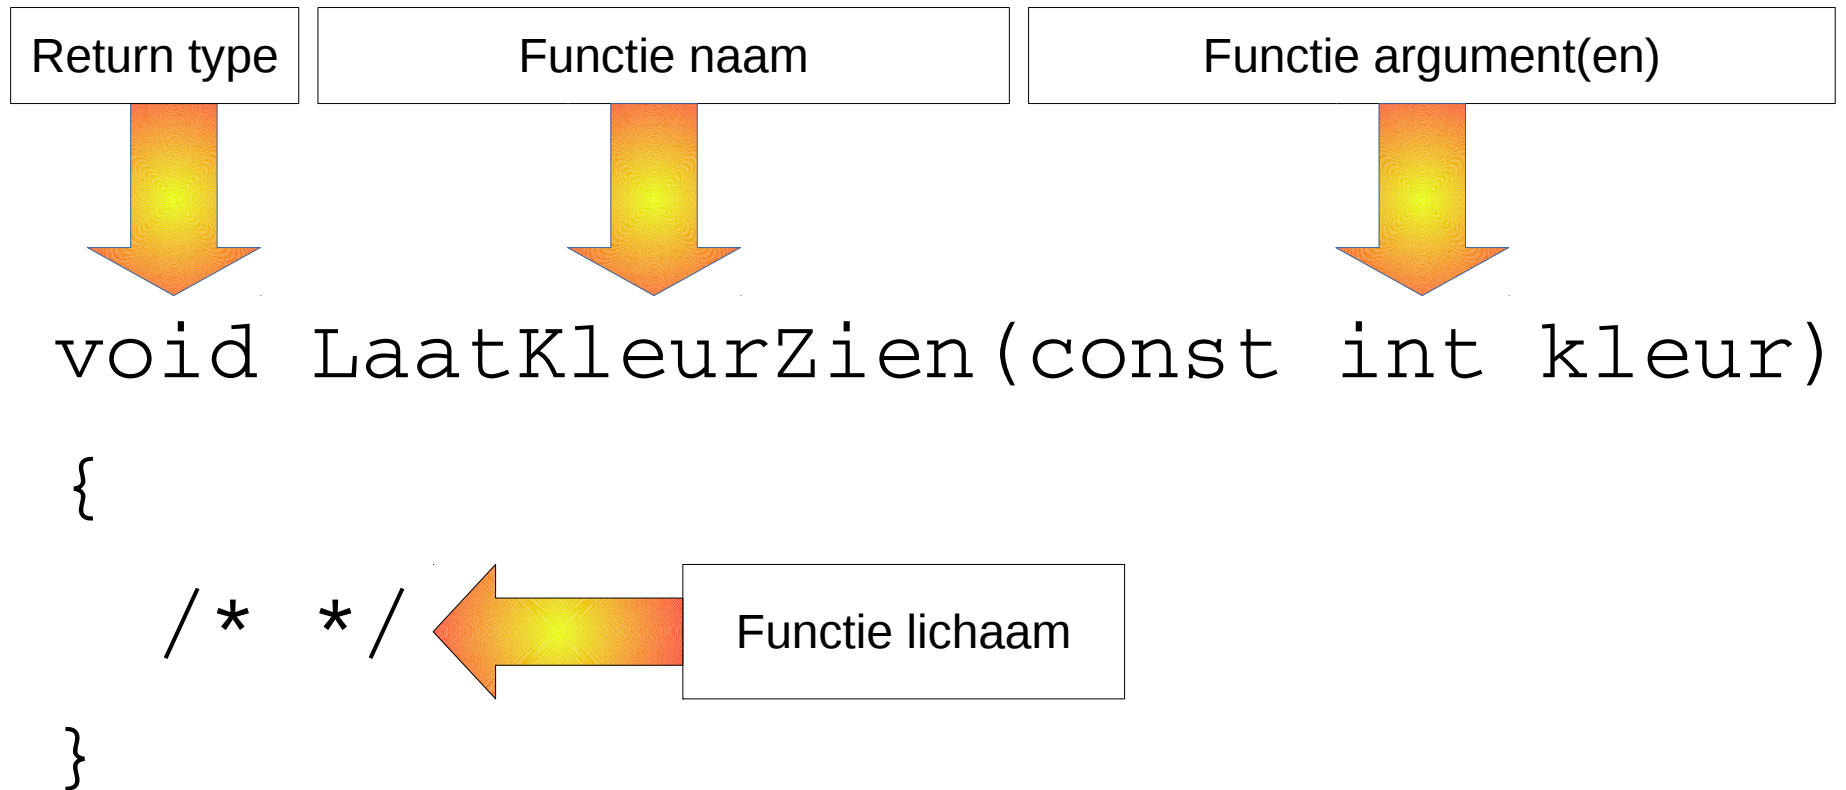 Return type
Functie naam
Functie argument(en)
void LaatKleurZien(const int kleur)
{
/* */
Functie lichaam
}